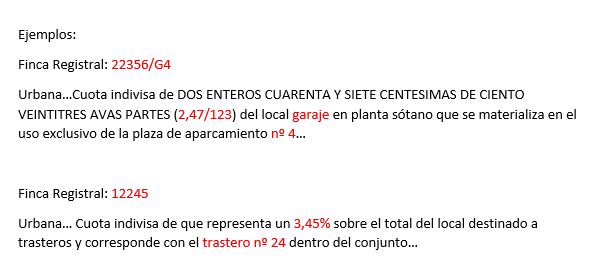 Ejemplos:
Finca Registral: 22356/G4
Urbana...Cuota indivisa de DOS ENTEROS CUARENTA Y SIETE CENTESIMAS DE CIENTO
VEINTITRES AVAS PARTES (2,47/123) del local garaje en planta sótano que se materializa en el
uso exclusivo de la plaza de aparcamiento nº 4...
Finca Registral: 12245
Urbana... Cuota indivisa de que representa un 3,45% sobre el total del local destinado a
trasteros y corresponde con el trastero nº 24 dentro del conjunto...